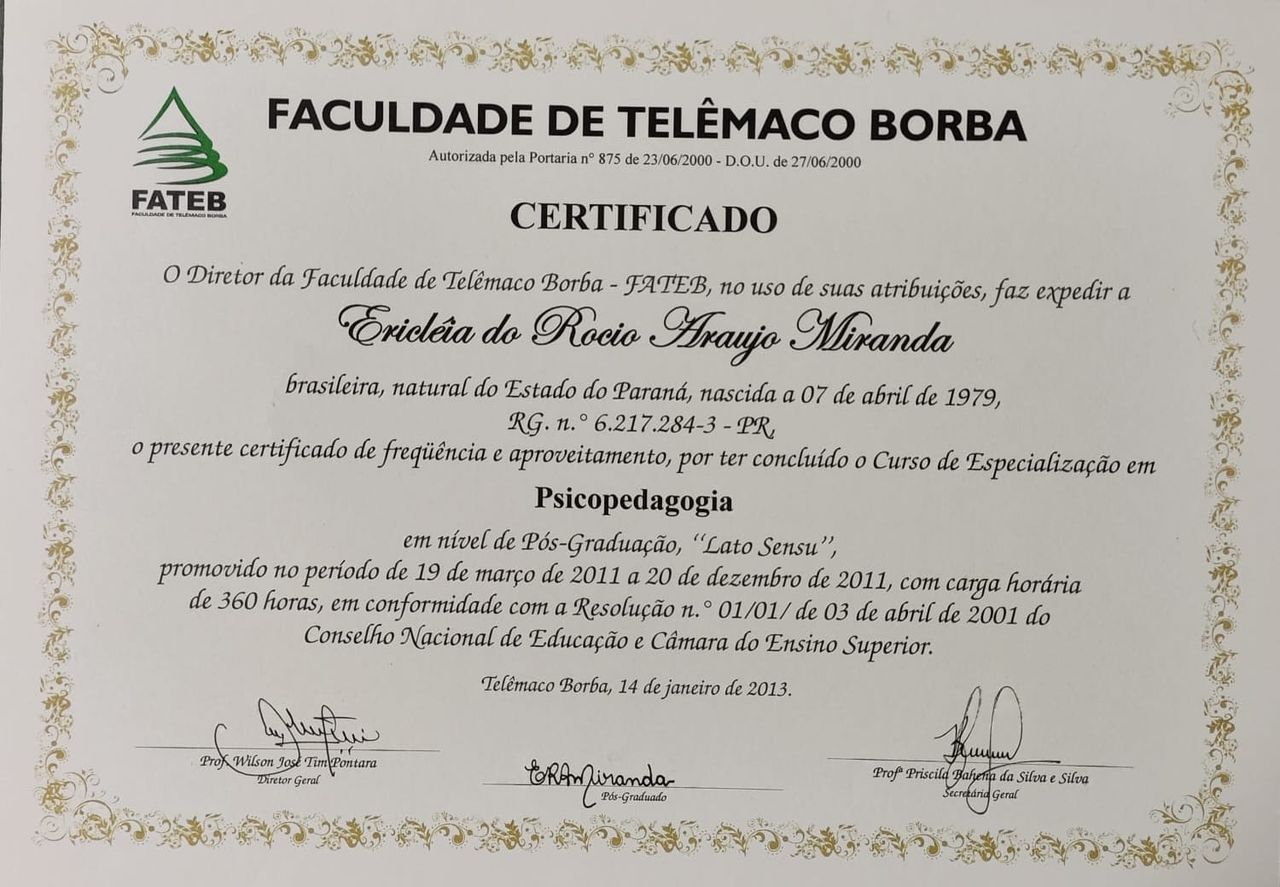 FACULDADE DE TELÊMACO BORBA
Autorizada pela Portaria nº 875 de 23/06/2000 - D.O.U. de 27/06/2000
FATEB
FACULDADE DE TELÊMACO BORBA
CERTIFICADO
O Diretor da Faculdade de Telêmaco Borba - FATEB, no uso de suas atribuições, faz expedir a
Ericléia do Rocio Araujo Miranda
brasileira, natural do Estado do Paraná, nascida a 07 de abril de 1979,
RG. n.° 6.217.284-3 - PR,
o presente certificado de freqüência e aproveitamento, por ter concluído o Curso de Especialização em
Psicopedagogia
em nível de Pós-Graduação, “Lato Sensu”,
promovido no período de 19 de março de 2011 a 20 de dezembro de 2011, com carga horária
de 360 horas, em conformidade com a Resolução n.° 01/01/ de 03 de abril de 2001 do
Conselho Nacional de Educação e Câmara do Ensino Superior.
Telêmaco Borba, 14 de janeiro de 2013.
Prof. Wilson José Tim Pontara
Diretor Geral
ERAMiranda
Pós-Graduado
Profª Priscila Bahena da Silva e Silva
Secretária Geral